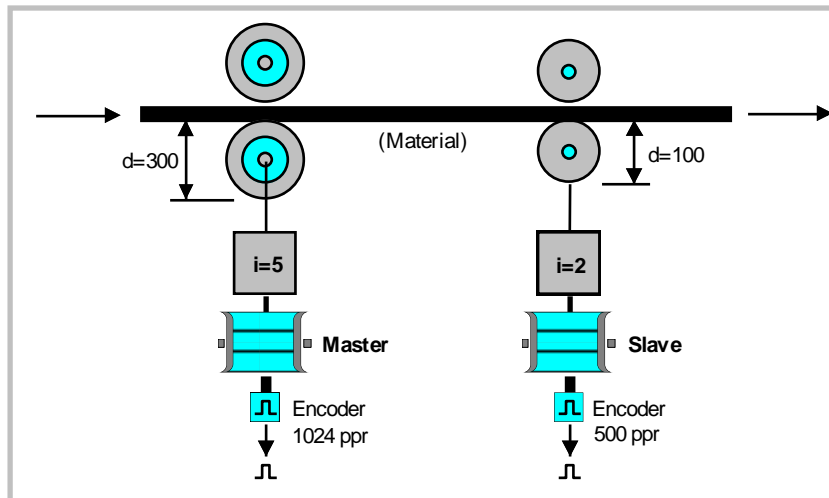 (Material)
d=300
d=100
i=5
i=2
Master
Slave
Encoder
1024 ppr
Encoder
500 ppr